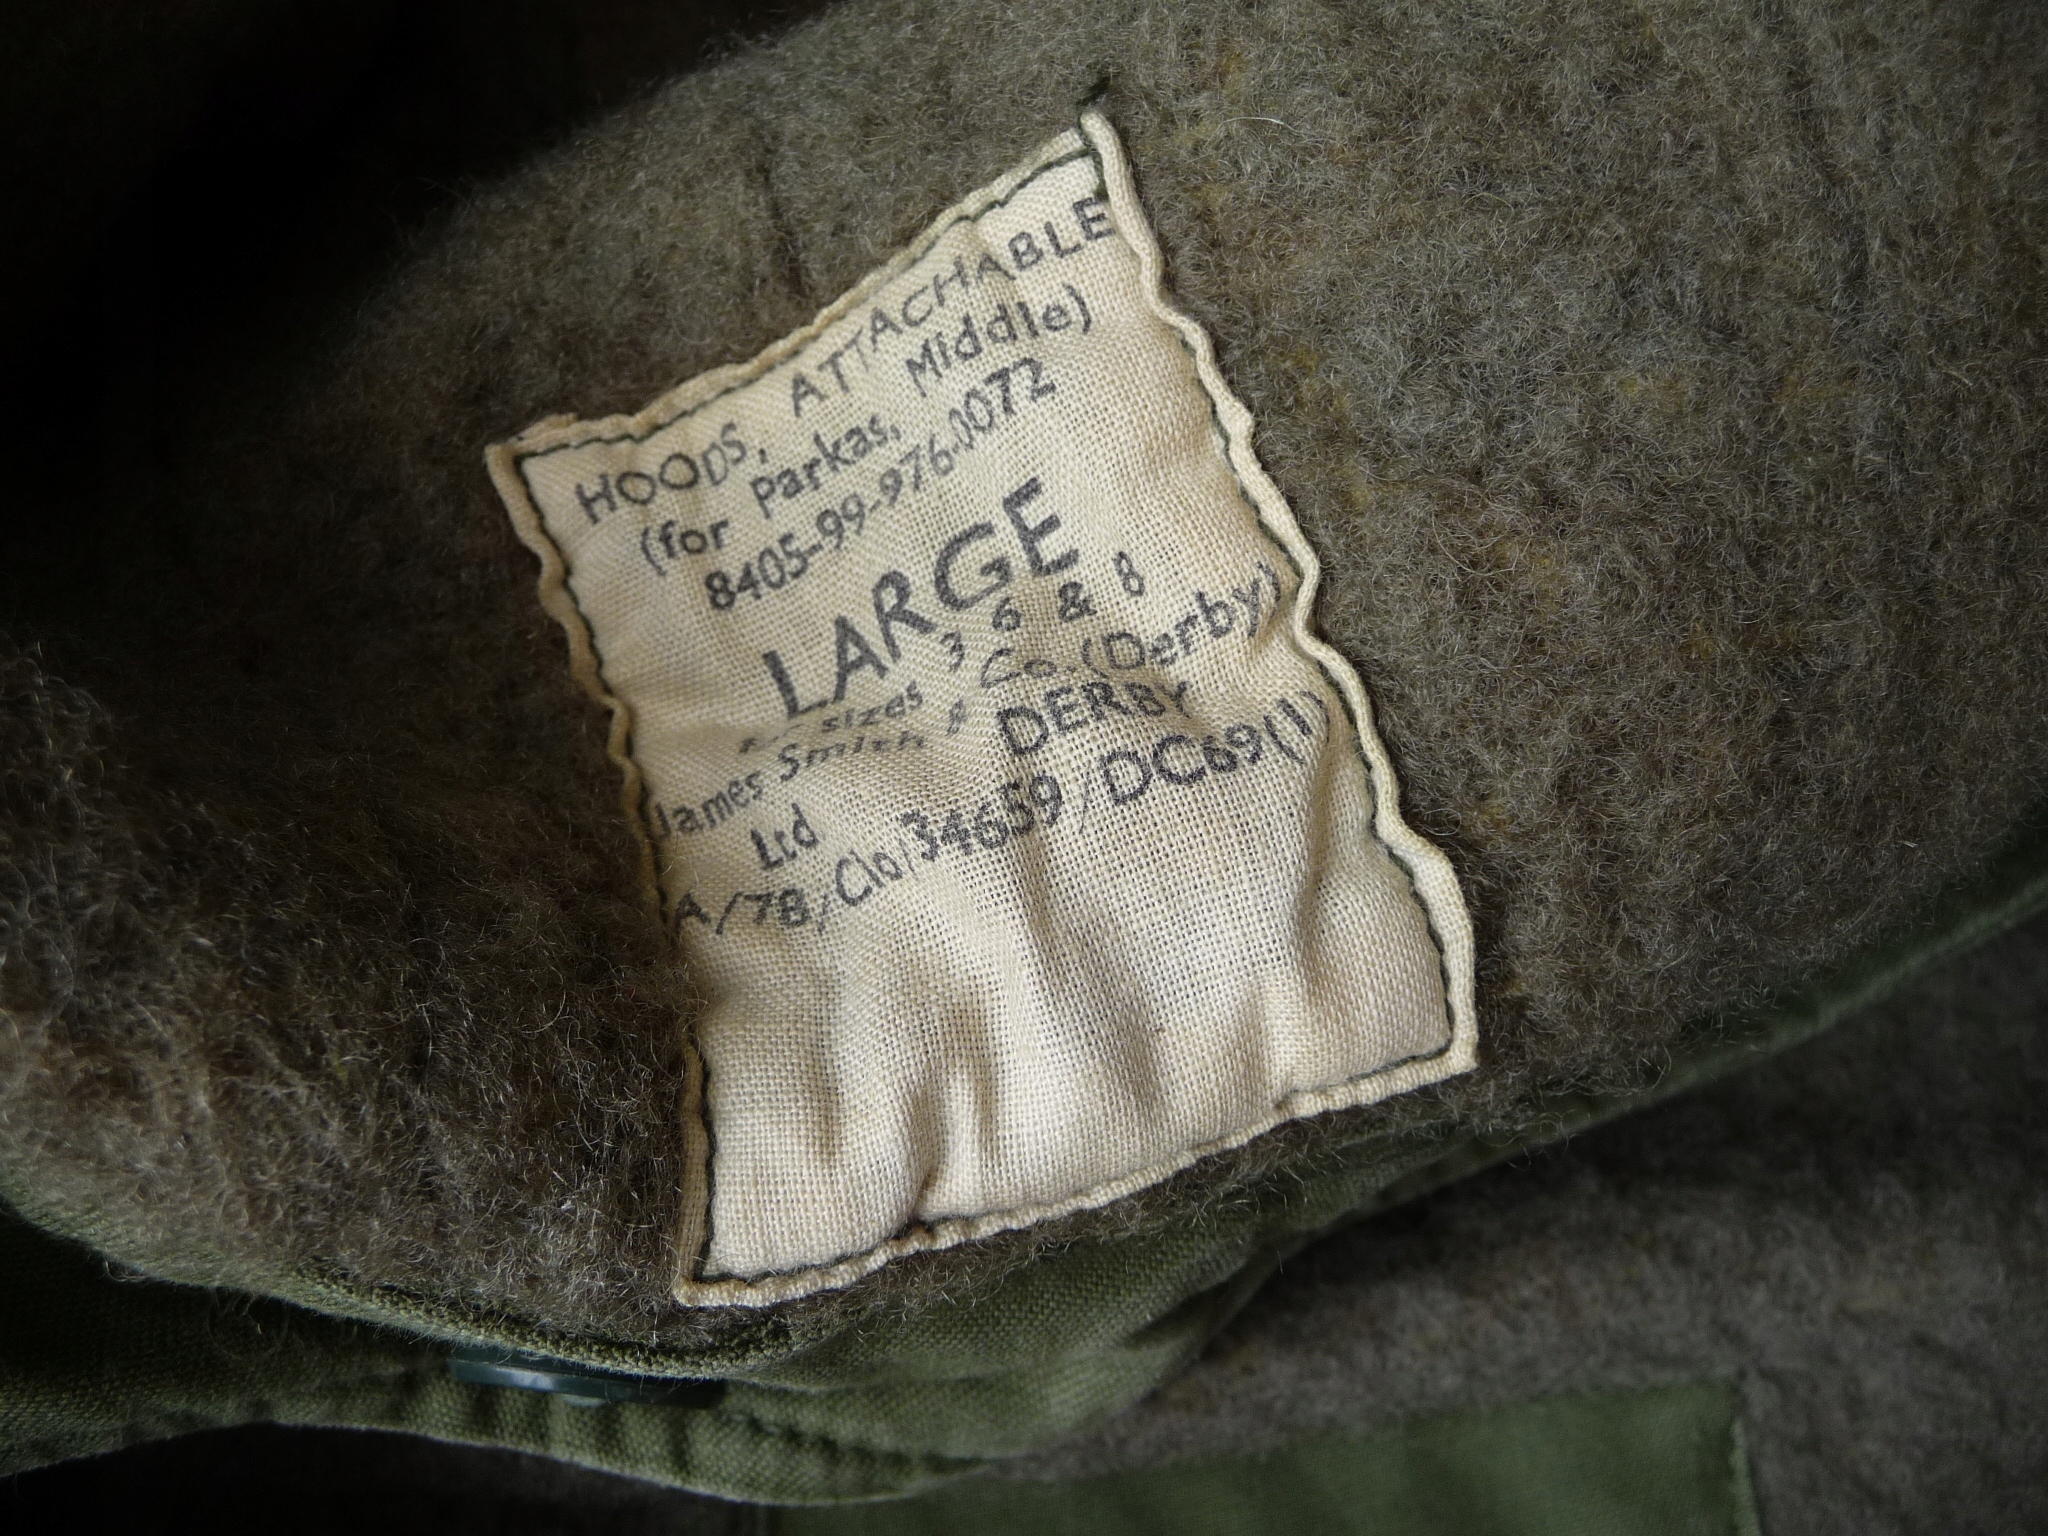 HOODS, ATTACHABLE
(for parkas, Middle)
8405-99-976-0072
LARGE
sizes 3 6 & 8
James Smith & Co.(Derby)
Ltd DERBY
A/78/Clo/34659/DC69(1)